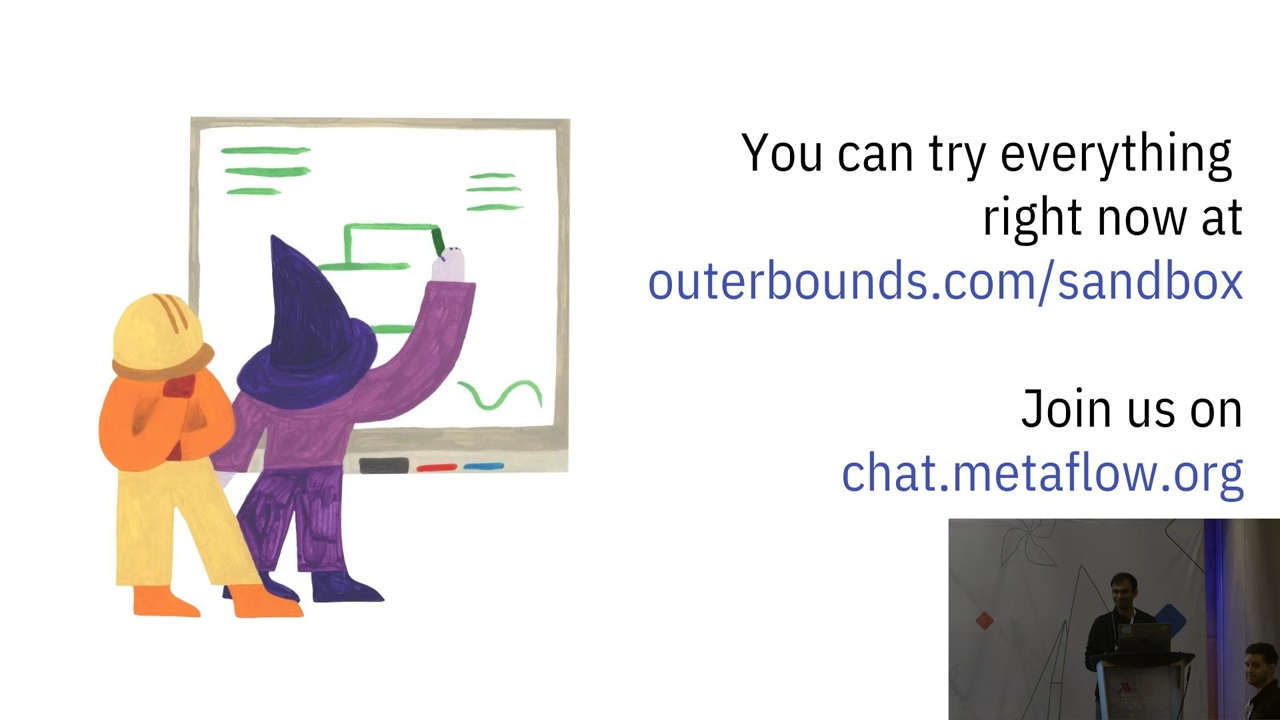 You can try everything
right now at
outerbounds.com/sandbox
Join us on
chat.metaflow.org